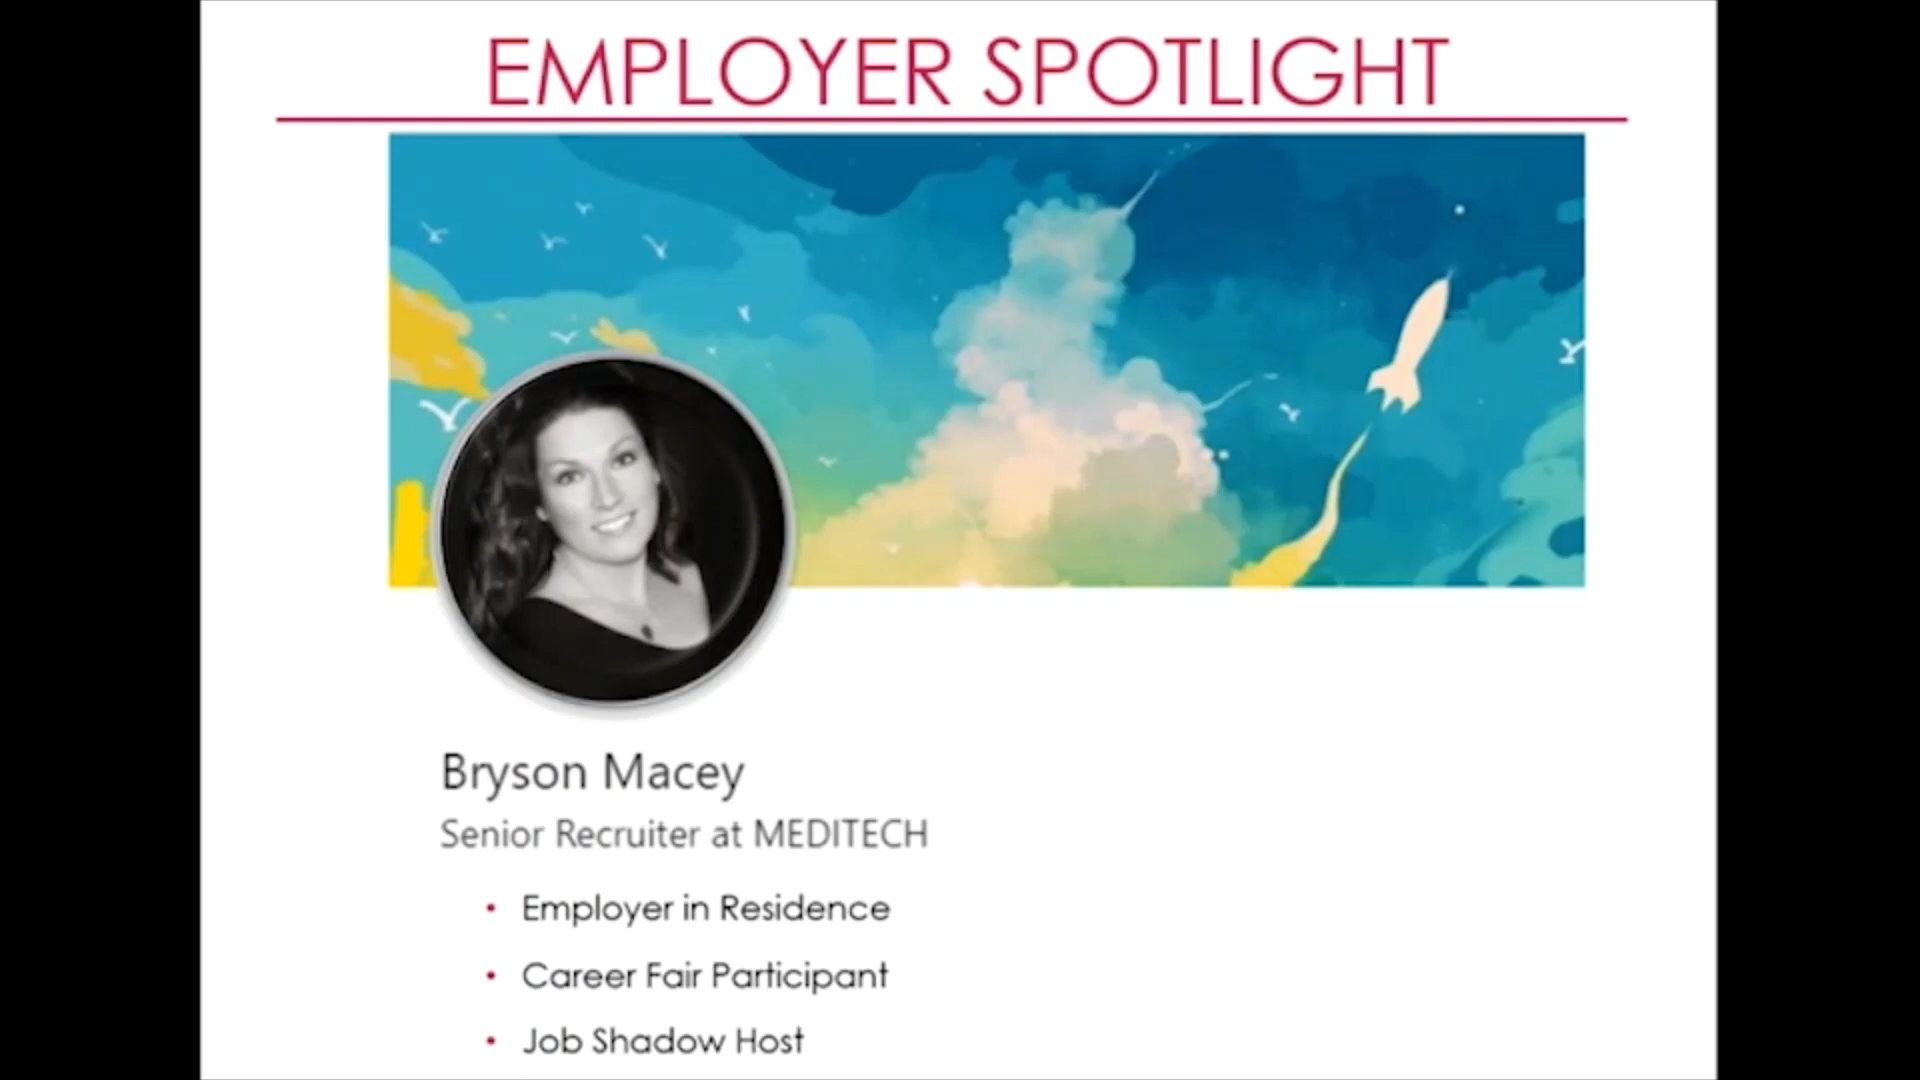 EMPLOYER SPOTLIGHT
Bryson Macey
Senior Recruiter at MEDITECH
• Employer in Residence
• Career Fair Participant
• Job Shadow Host